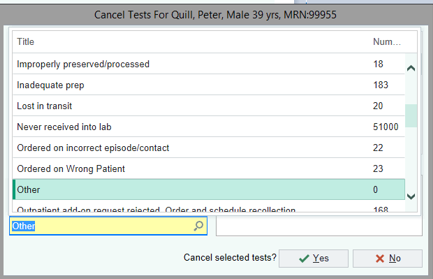 Cancel Tests For Quill, Peter, Male 39 yrs, MRN:99955
Title Num...
Improperly preserved/processed 18
Inadequate prep 183
Lost in transit 20
Never received into lab 51000
Ordered on incorrect episode/contact 22
Ordered on Wrong Patient 23
Other 0
Outpatient add-on request rejected. Order and schedule recollection 168
Other
Cancel selected tests? Yes No